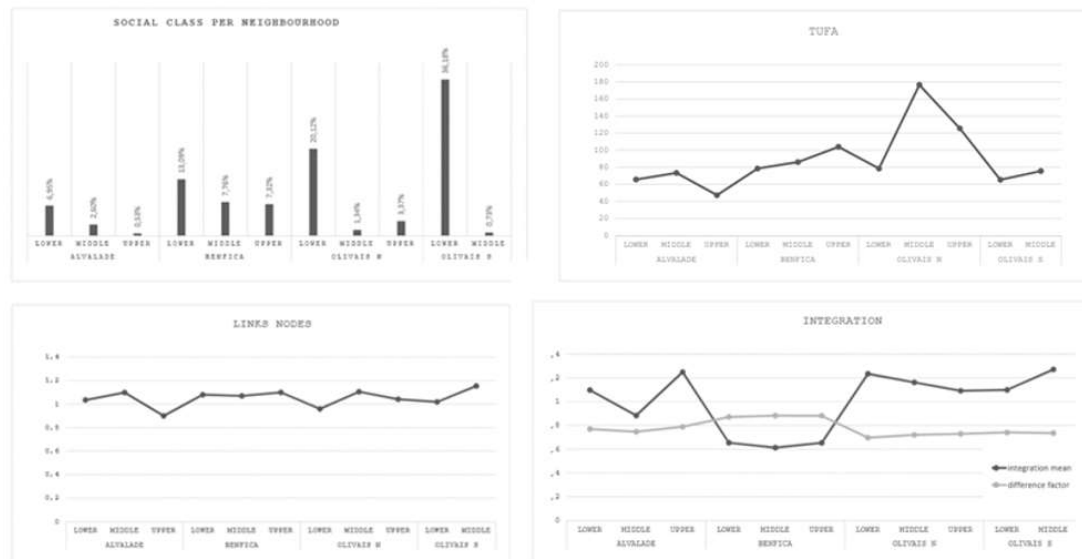 SOCIAL CLASS PER NEIGHBOURHOOD
6,95%
2,60%
0,53%
13,09%
7,76%
7,32%
20,12%
1,34%
3,37%
36,18%
0,73%
LOWER MIDDLE UPPER LOWER MIDDLE UPPER LOWER MIDDLE UPPER LOWER MIDDLE
ALVALADE BENFICA OLIVAIS N OLIVAIS S
TUFA
200
180
160
140
120
100
80
60
40
20
0
LOWER MIDDLE UPPER LOWER MIDDLE UPPER LOWER MIDDLE UPPER LOWER MIDDLE
ALVALADE BENFICA OLIVAIS N OLIVAIS S
LINKS NODES
1,4
1,2
1
0,8
0,6
0,4
0,2
0
LOWER MIDDLE UPPER LOWER MIDDLE UPPER LOWER MIDDLE UPPER LOWER MIDDLE
ALVALADE BENFICA OLIVAIS N OLIVAIS S
INTEGRATION
,4
,2
1
,8
,6
,4
,2
0
integration mean
difference factor
LOWER MIDDLE UPPER LOWER MIDDLE UPPER LOWER MIDDLE UPPER LOWER MIDDLE
ALVALADE BENFICA OLIVAIS N OLIVAIS S